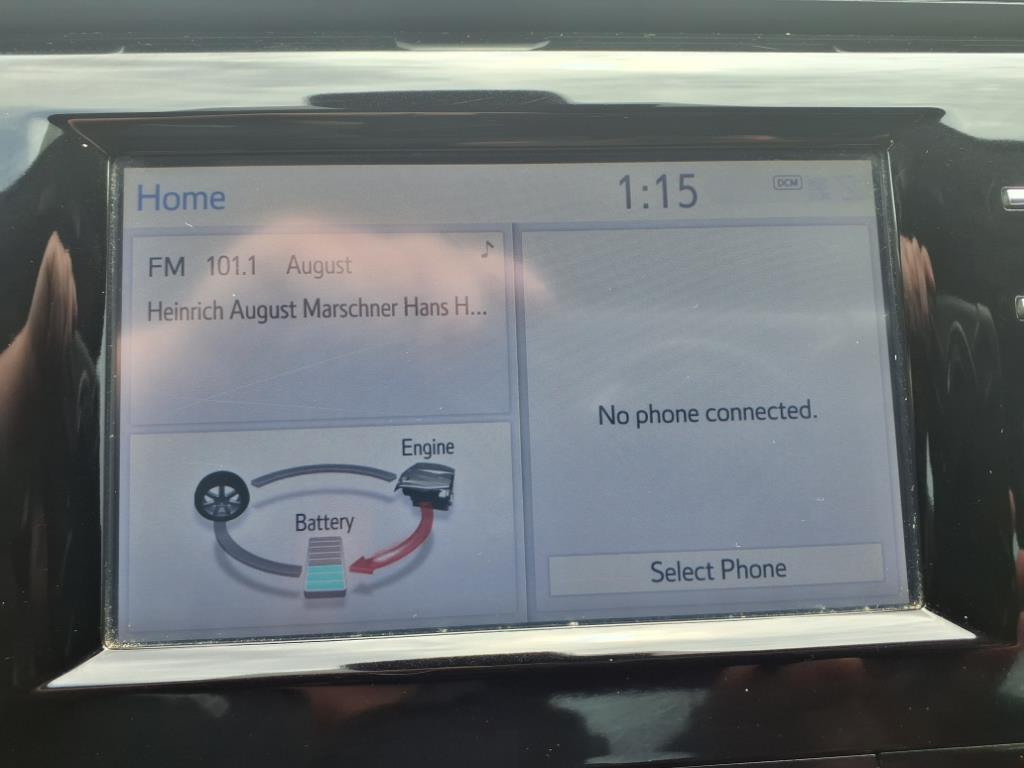 Home
1:15
DCM
FM 101.1 August
Heinrich August Marschner Hans H...
No phone connected.
Engine
Battery
Select Phone